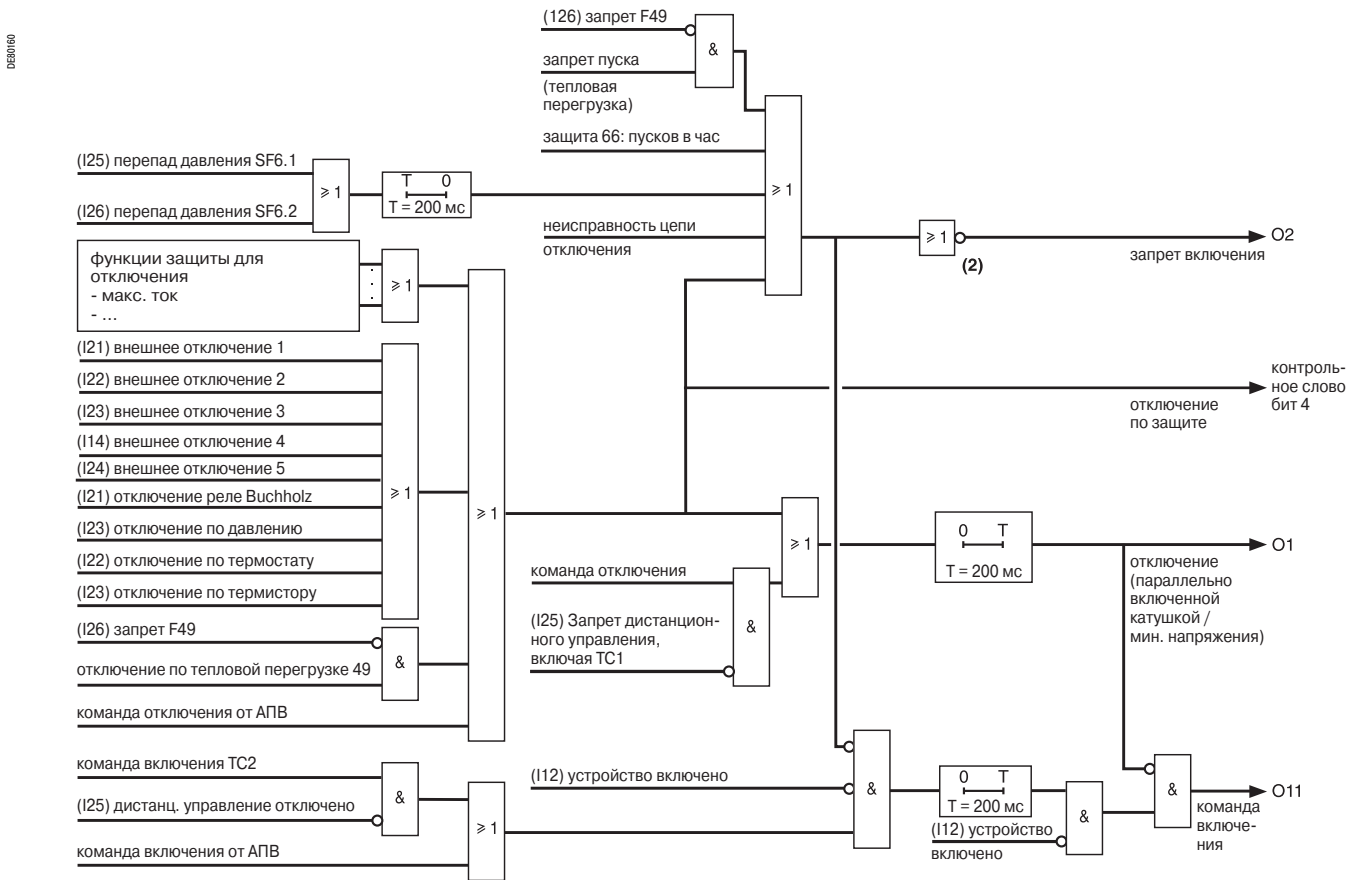 DE80160
(126) запрет F49
&
запрет пуска
(тепловая
перегрузка)
защита 66: пусков в час
(I25) перепад давления SF6.1
⩾ 1
T 0
T = 200 мс
⩾ 1
(I26) перепад давления SF6.2
неисправность цепи
отключения
⩾ 1
(2)
O2
запрет включения
функции защиты для
отключения
- макс. ток
- ...
⩾ 1
(I21) внешнее отключение 1
(I22) внешнее отключение 2
(I23) внешнее отключение 3
(I14) внешнее отключение 4
(I24) внешнее отключение 5
(I21) отключение реле Buchholz
(I23) отключение по давлению
(I22) отключение по термостату
(I23) отключение по термистору
⩾ 1
⩾ 1
контроль-
ное слово
бит 4
отключение
по защите
⩾ 1
0 T
T = 200 мс
O1
отключение
(параллельно
включенной
катушкой /
мин. напряжения)
команда отключения
(I25) Запрет дистанцион-
ного управления,
включая TC1
&
(I26) запрет F49
&
отключение по тепловой перегрузке 49
команда отключения от АПВ
команда включения TC2
(I25) дистанц. управление отключено
&
⩾ 1
команда включения от АПВ
(I12) устройство включено
&
0 T
T = 200 мс
(I12) устройство
включено
&
&
O11
команда
включе-
ния